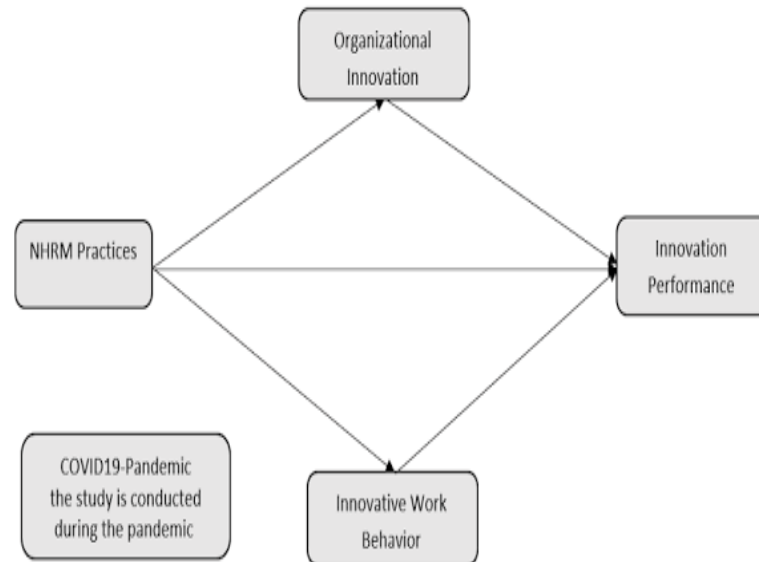 Organizational
Innovation
NHRM Practices
Innovation
Performance
COVID19-Pandemic
the study is conducted
during the pandemic
Innovative Work
Behavior